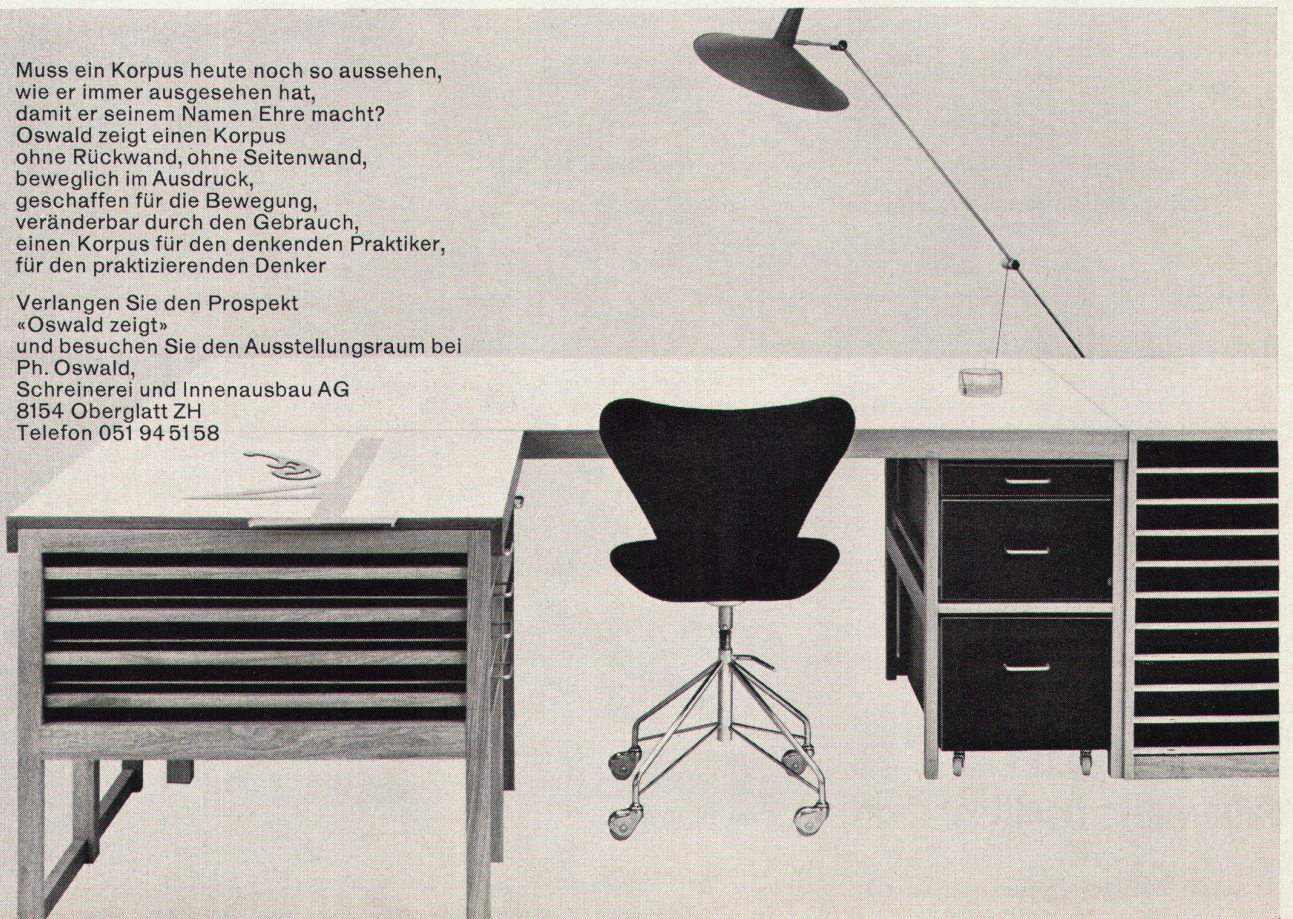 Muss ein Korpus heute noch so aussehen,
wie er immer ausgesehen hat,
damit er seinem Namen Ehre macht?
Oswald zeigt einen Korpus
ohne Rückwand, ohne Seitenwand,
beweglich im Ausdruck,
geschaffen für die Bewegung,
veränderbar durch den Gebrauch,
einen Korpus für den denkenden Praktiker,
für den praktizierenden Denker
Verlangen Sie den Prospekt
«Oswald zeigt»
und besuchen Sie den Ausstellungsraum bei
Ph. Oswald,
Schreinerei und Innenausbau AG
8154 Oberglatt ZH
Telefon 051 94 51 58